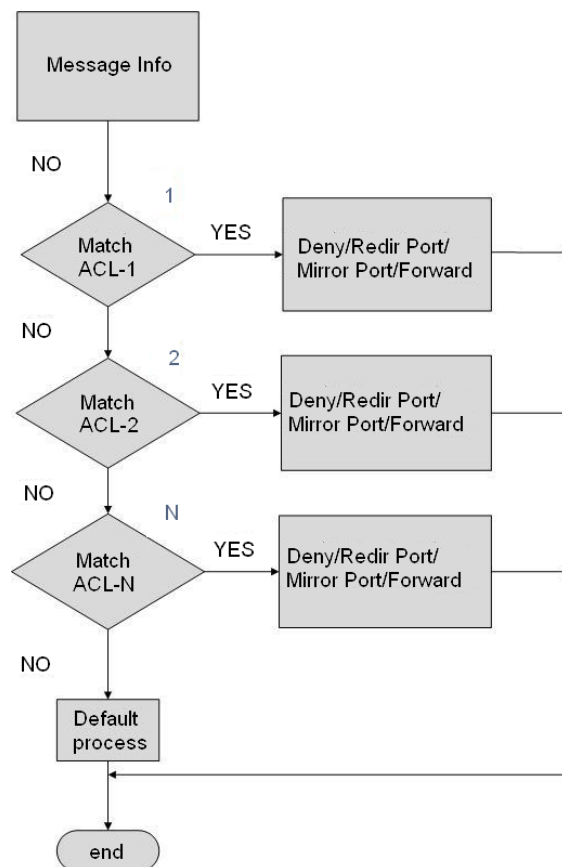 Message Info
NO
1
Match
ACL-1
YES
Deny/Redir Port/
Mirror Port/Forward
NO
2
Match
ACL-2
YES
Deny/Redir Port/
Mirror Port/Forward
NO
N
Match
ACL-N
YES
Deny/Redir Port/
Mirror Port/Forward
NO
Default
process
end